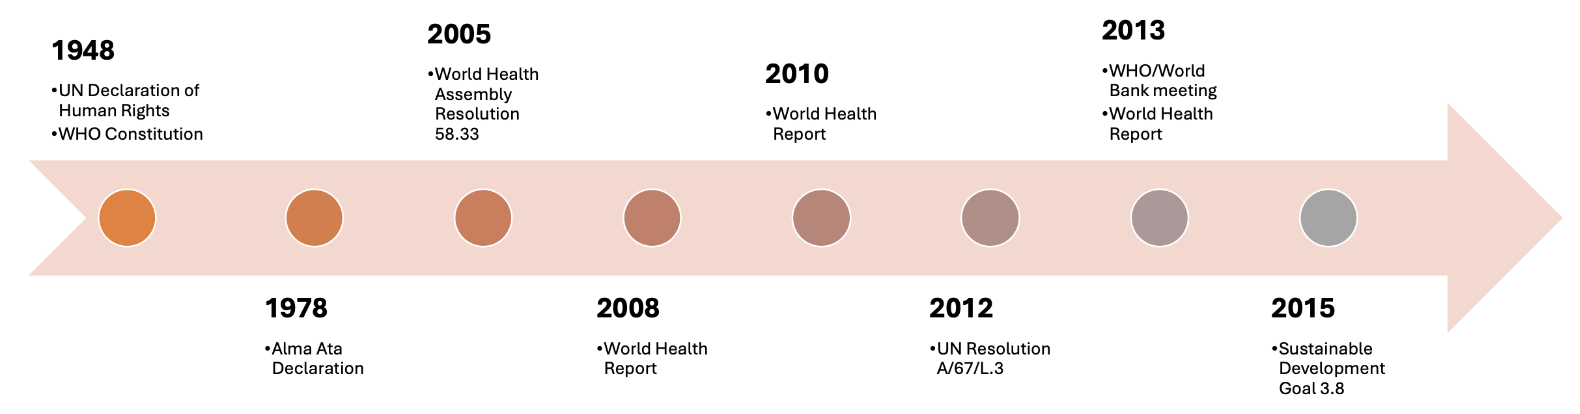 1948
•UN Declaration of
Human Rights
•WHO Constitution
1978
•Alma Ata
Declaration
2005
•World Health
Assembly
Resolution
58.33
2008
•World Health
Report
2010
•World Health
Report
2012
•UN Resolution
A/67/L.3
2013
•WHO/World
Bank meeting
•World Health
Report
2015
•Sustainable
Development
Goal 3.8